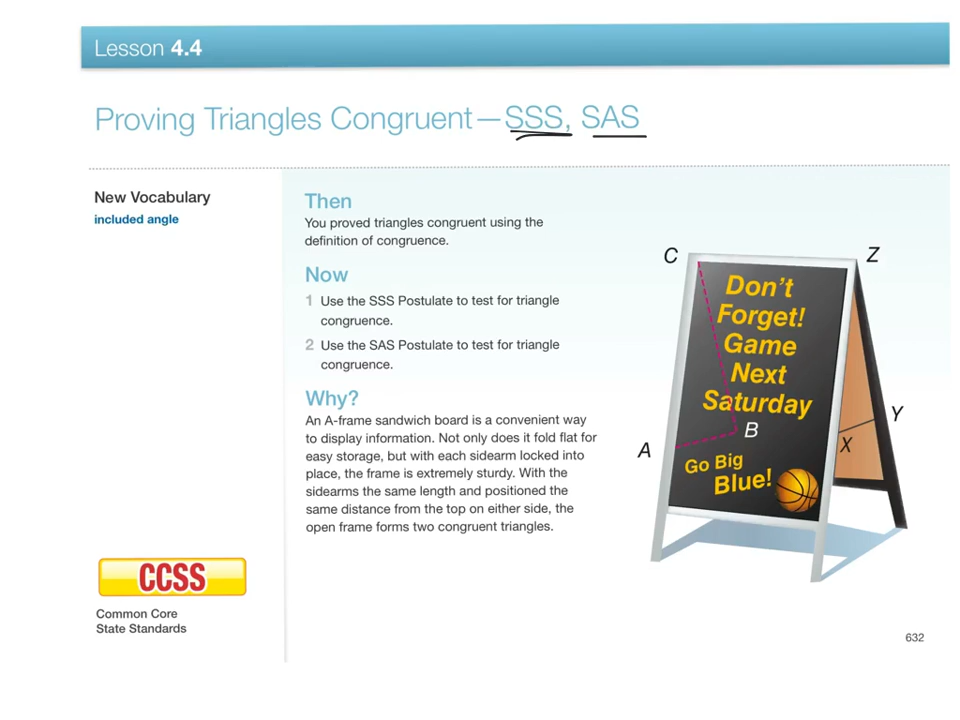 Lesson 4.4
Proving Triangles Congruent—SSS, SAS
New Vocabulary
included angle
Then
You proved triangles congruent using the
definition of congruence.
Now
1 Use the SSS Postulate to test for triangle
congruence.
2 Use the SAS Postulate to test for triangle
congruence.
Why?
An A-frame sandwich board is a convenient way
to display information. Not only does it fold flat for
easy storage, but with each sidearm locked into
place, the frame is extremely sturdy. With the
sidearms the same length and positioned the
same distance from the top on either side, the
open frame forms two congruent triangles.
C
Z
Don't
Forget!
Game
Next
Saturday
Y
B
X
A
Go Big
Blue!
CCSS
Common Core
State Standards
632